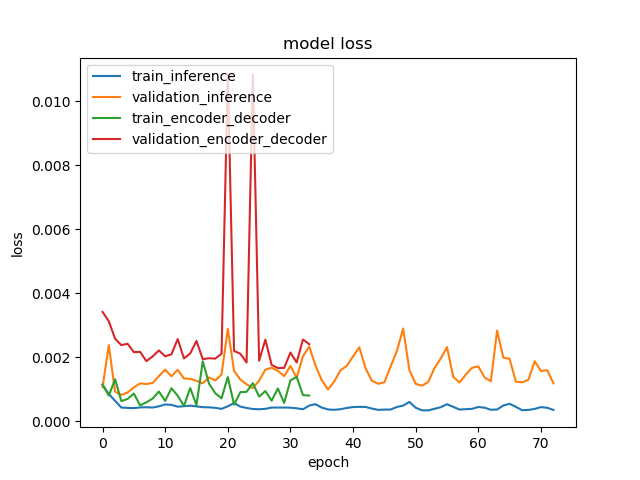 model loss
train_inference
validation_inference
train_encoder_decoder
validation_encoder_decoder
0.010
0.008
0.006
0.004
0.002
0.000
loss
0 10 20 30 40 50 60 70
epoch